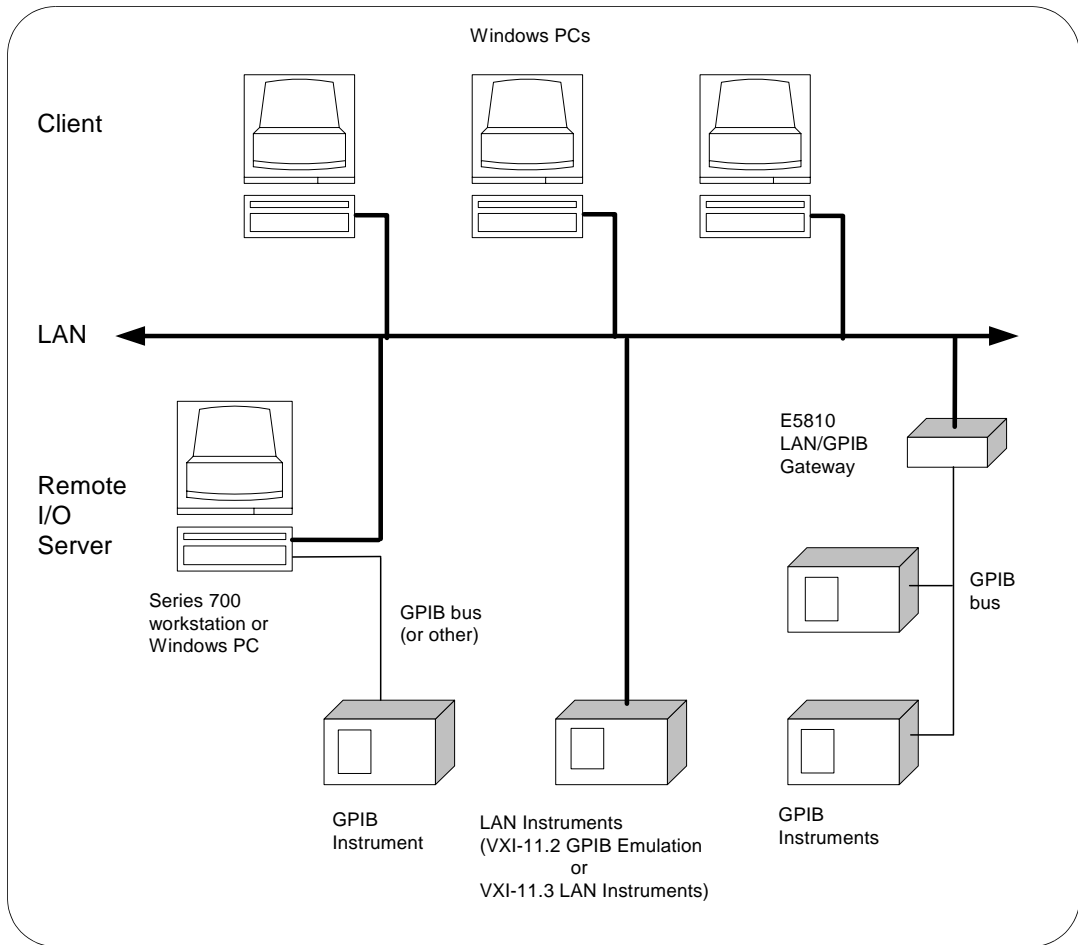 Windows PCs
Client
LAN
E5810
LAN/GPIB
Gateway
Remote
I/O
Server
Series 700
workstation or
Windows PC
GPIB bus
(or other)
GPIB
bus
GPIB
Instrument
LAN Instruments
(VXI-11.2 GPIB Emulation
or
VXI-11.3 LAN Instruments)
GPIB
Instruments